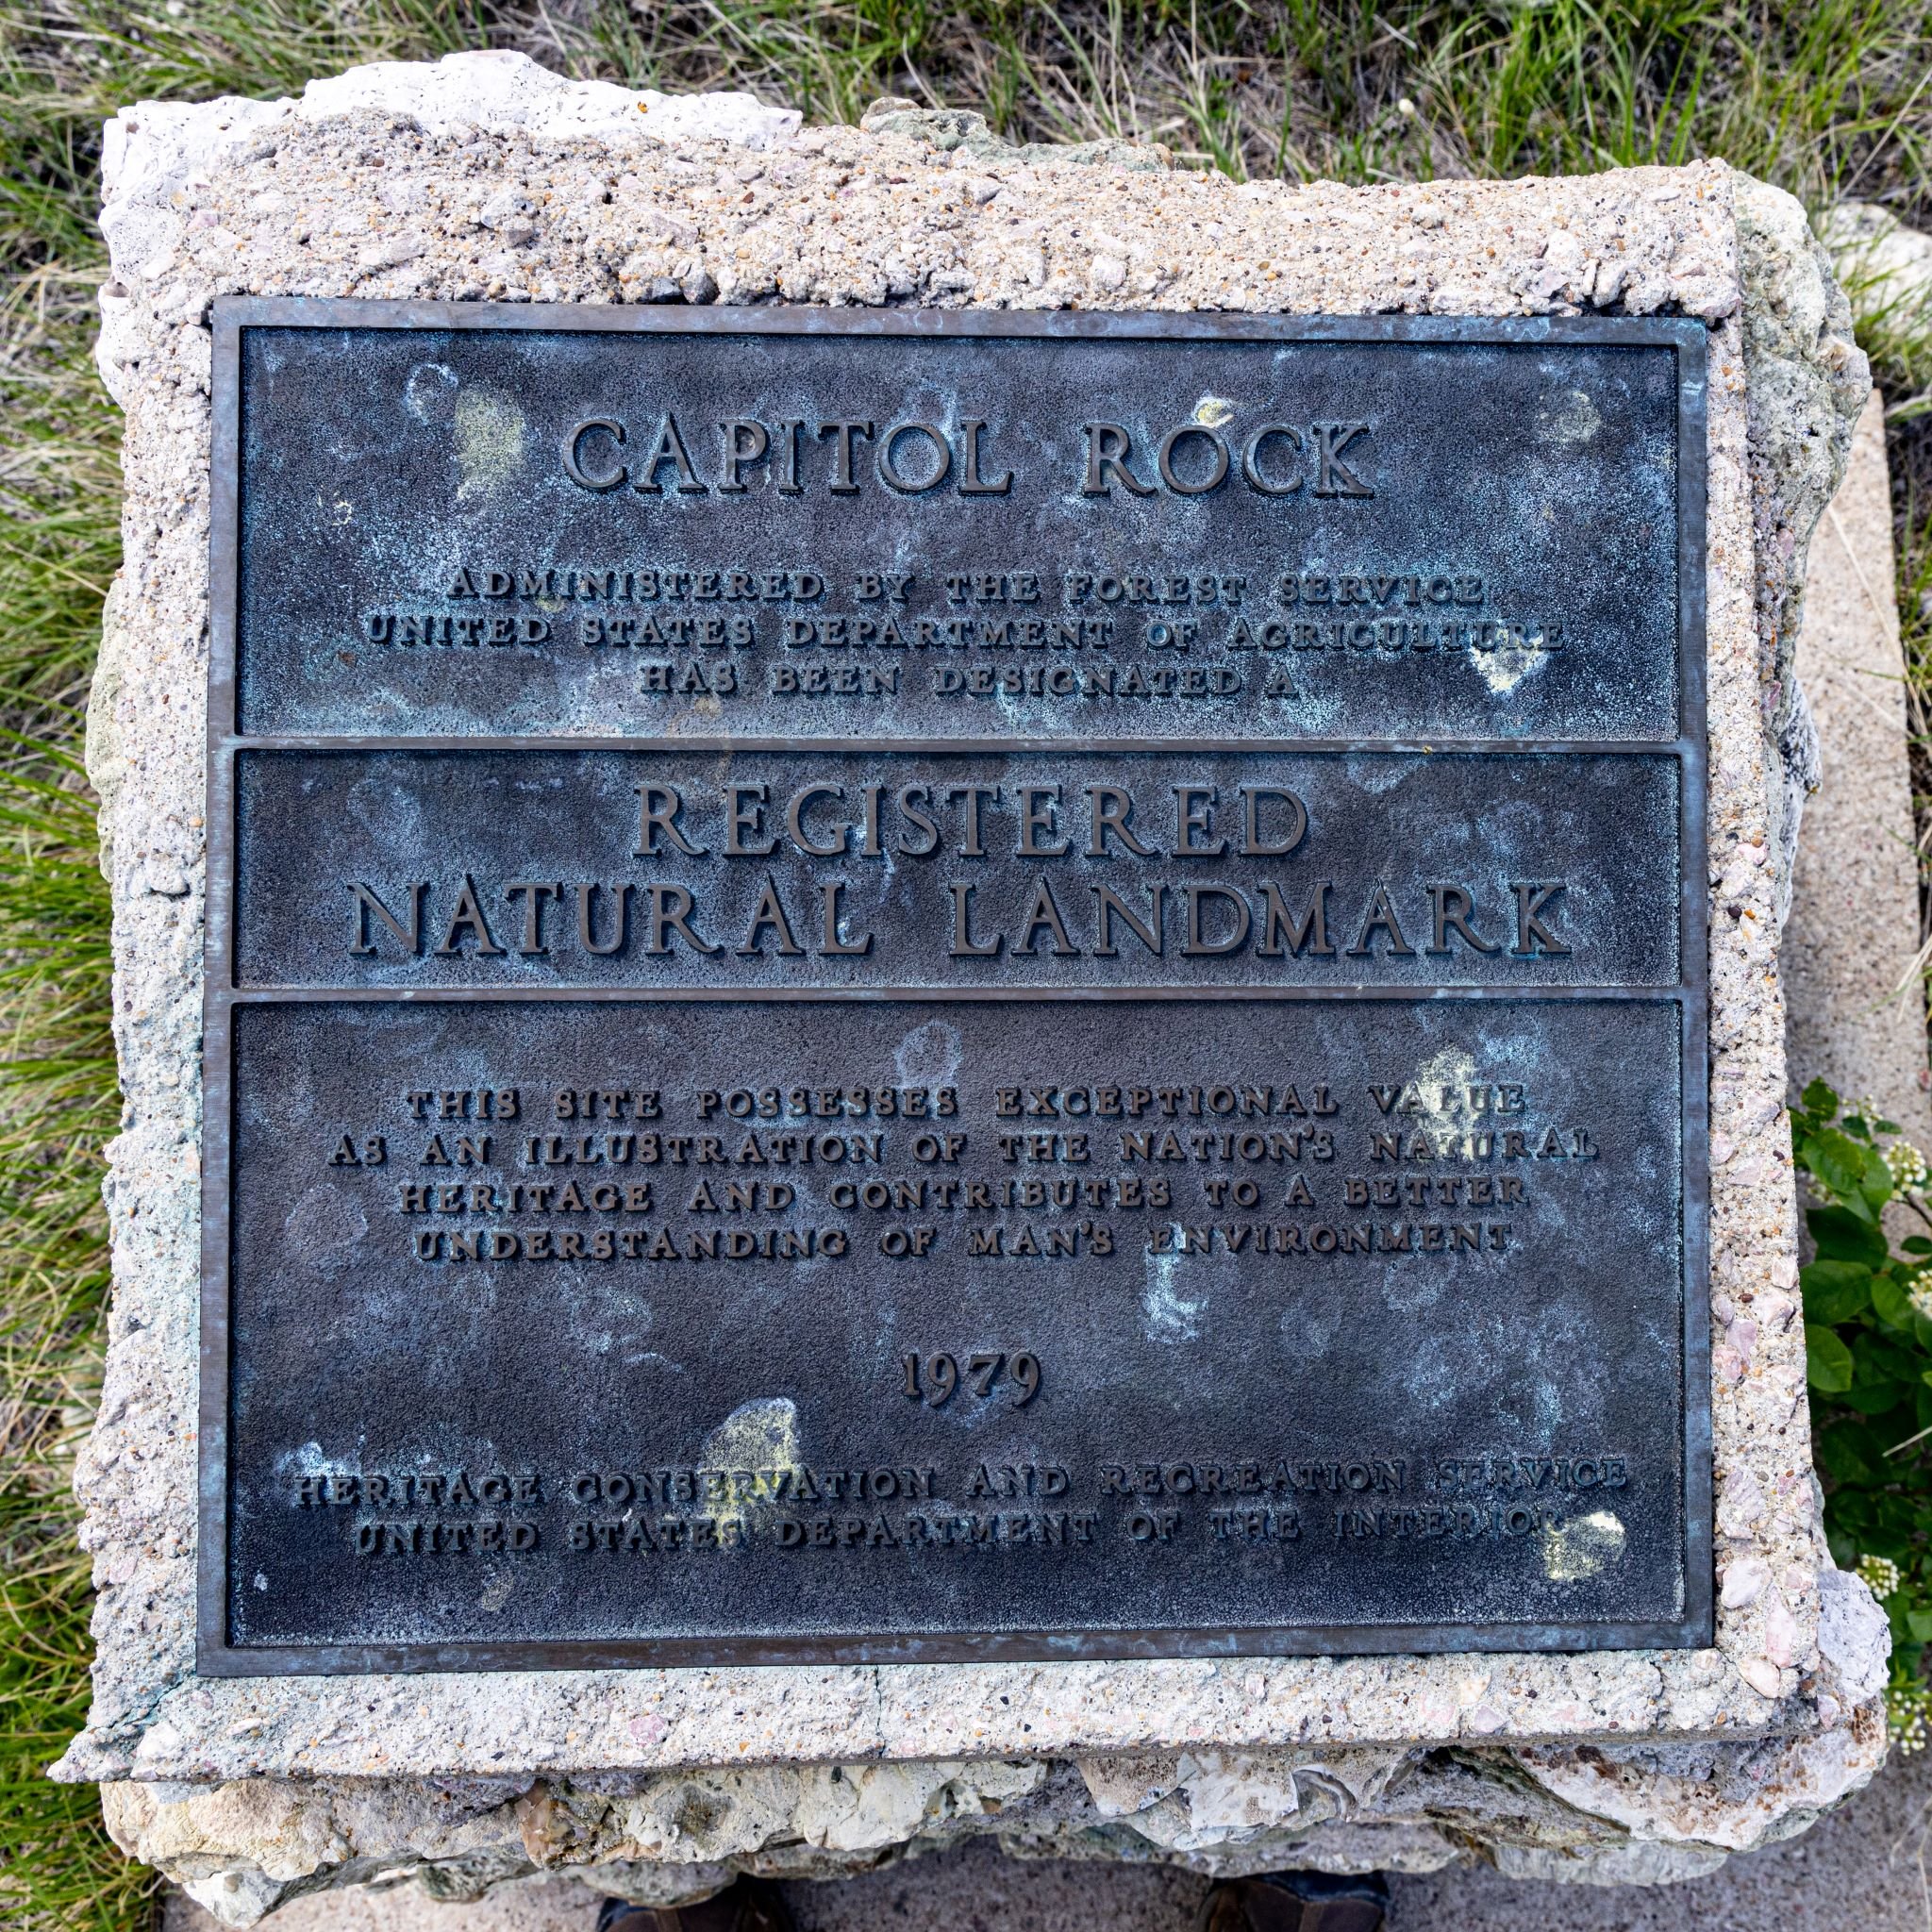 CAPITOL ROCK
ADMINISTERED BY THE FOREST SERVICE
UNITED STATES DEPARTMENT OF AGRICULTURE
HAS BEEN DESIGNATED A
REGISTERED
NATURAL LANDMARK
THIS SITE POSSESSES EXCEPTIONAL VALUE
AS AN ILLUSTRATION OF THE NATION'S NATURAL
HERITAGE AND CONTRIBUTES TO A BETTER
UNDERSTANDING OF MAN'S ENVIRONMENT
1979
HERITAGE CONSERVATION AND RECREATION SERVICE
UNITED STATES DEPARTMENT OF THE INTERIOR